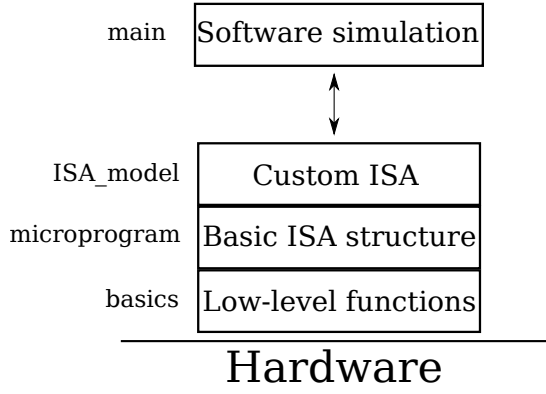 main Software simulation
ISA_model Custom ISA
microprogram Basic ISA structure
basics Low-level functions
Hardware